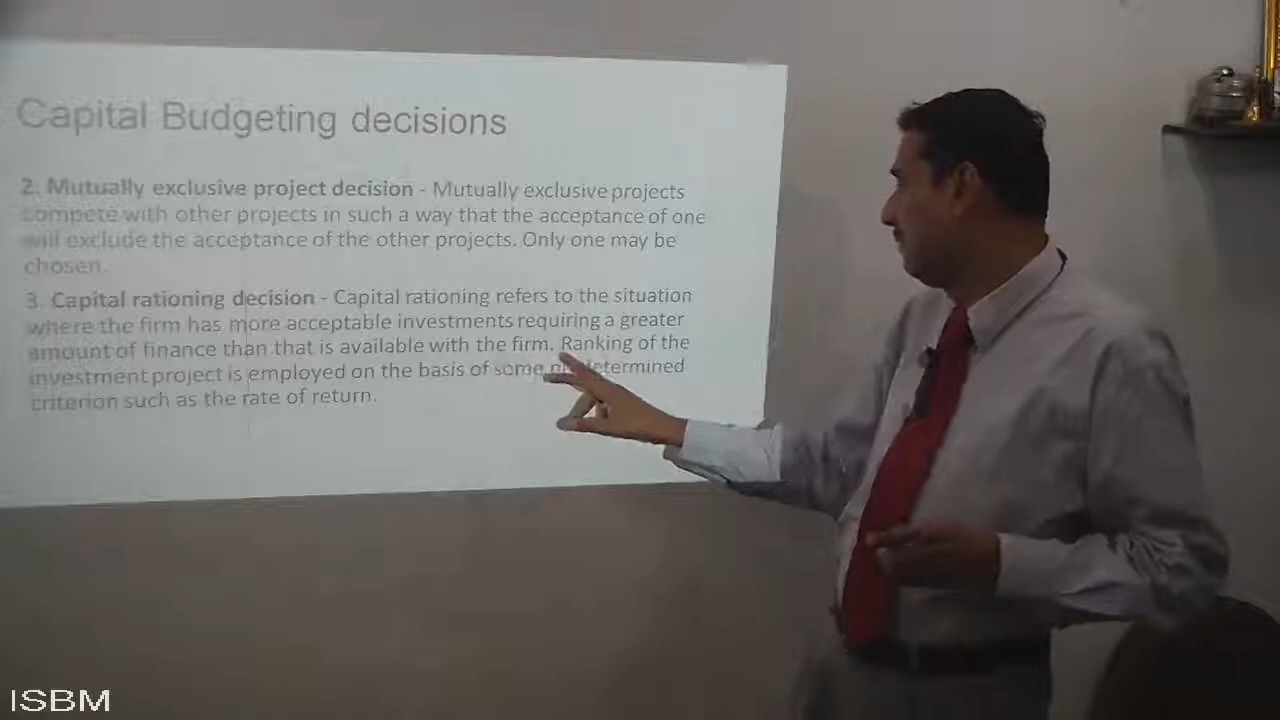 Capital Budgeting decisions
2. Mutually exclusive project decision - Mutually exclusive projects
compete with other projects in such a way that the acceptance of one
will exclude the acceptance of the other projects. Only one may be
chosen.
3. Capital rationing decision - Capital rationing refers to the situation
where the firm has more acceptable investments requiring a greater
amount of finance than that is available with the firm. Ranking of the
investment project is employed on the basis of some
criterion such as the rate of return.
ISBM